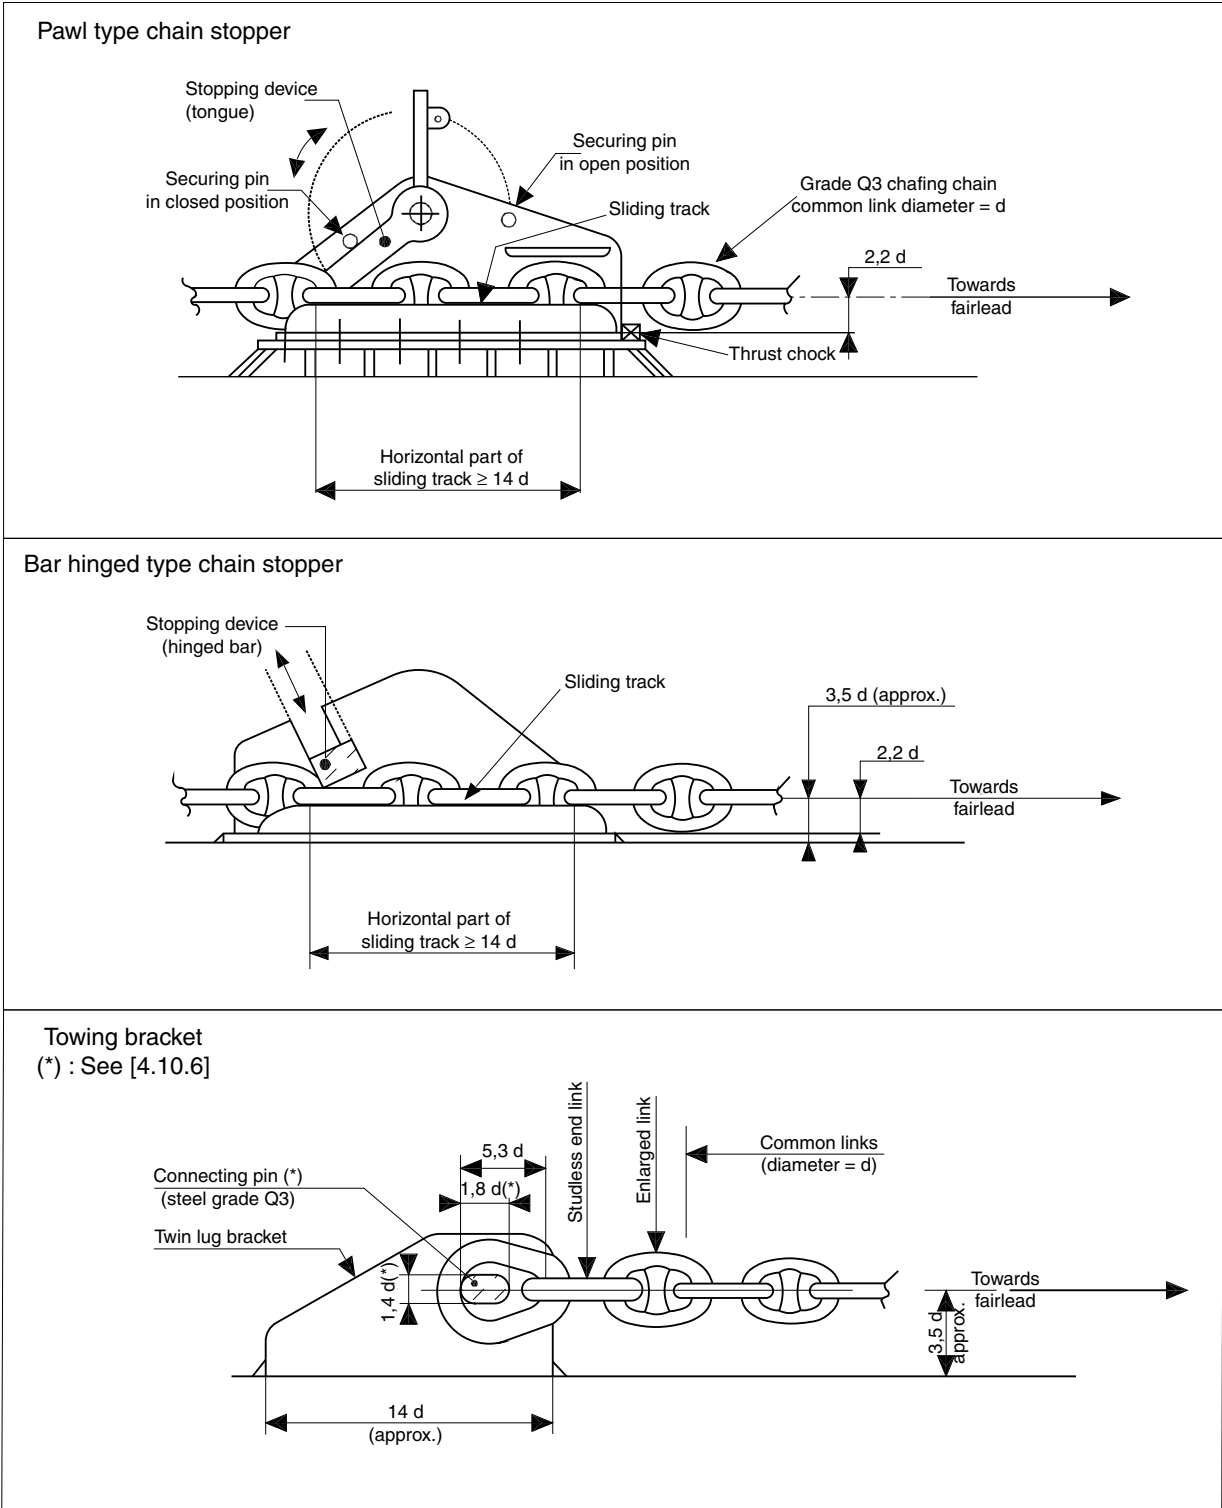 Pawl type chain stopper
Stopping device
(tongue)
Securing pin
in closed position
Securing pin
in open position
Sliding track
Grade Q3 chafing chain
common link diameter = d
2,2 d
Towards
fairlead
Thrust chock
Horizontal part of
sliding track ≥ 14 d
Bar hinged type chain stopper
Stopping device
(hinged bar)
Sliding track
3,5 d (approx.)
2,2 d
Towards
fairlead
Horizontal part of
sliding track ≥ 14 d
Towing bracket
(*) : See [4.10.6]
Connecting pin (*)
(steel grade Q3)
Twin lug bracket
5,3 d
1,8 d(*)
1,4 d(*)
Studless end link
Enlarged link
Common links
(diameter = d)
Towards
fairlead
3,5 d
approx.
14 d
(approx.)